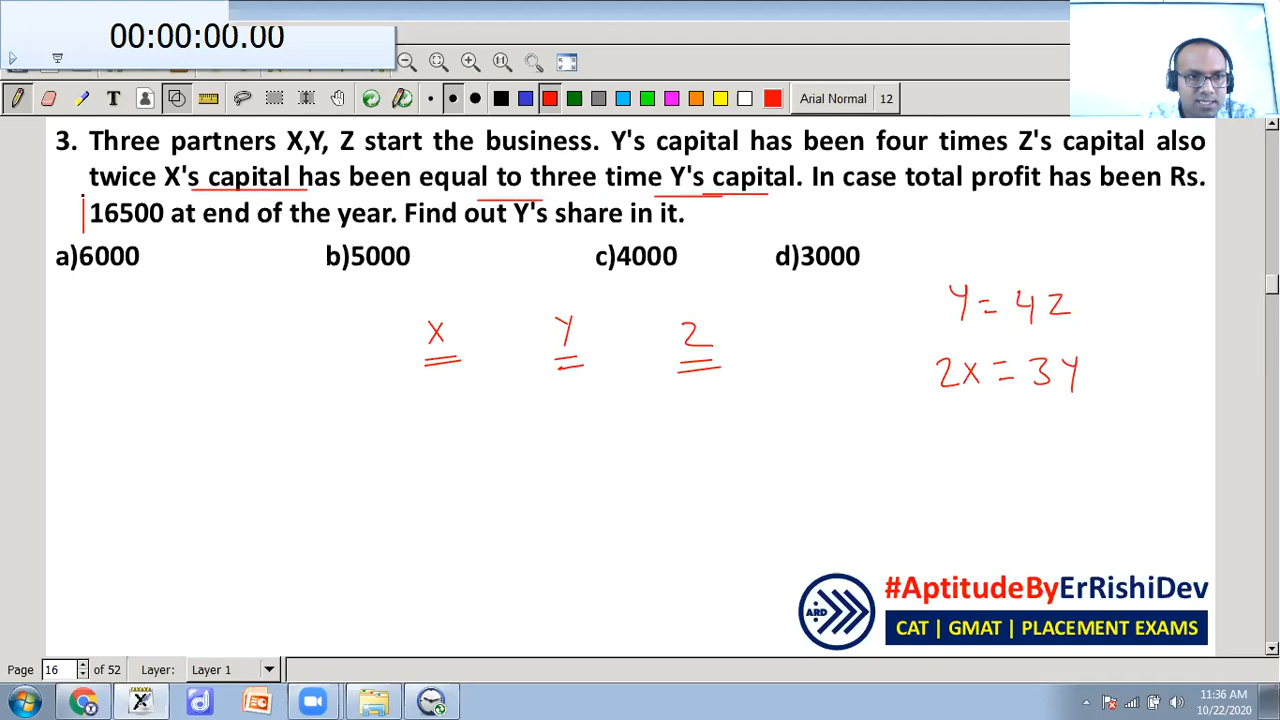 00:00:00.00
Arial Normal 12
3. Three partners X,Y, Z start the business. Y's capital has been four times Z's capital also
twice X's capital has been equal to three time Y's capital. In case total profit has been Rs.
16500 at end of the year. Find out Y's share in it.
a)6000 b)5000 c)4000 d)3000
Y = 4Z
X Y Z
2X = 3Y
#AptitudeByErRishiDev
ARD
CAT | GMAT | PLACEMENT EXAMS
Page 16 of 52 Layer: Layer 1
11:36 AM
10/22/2020